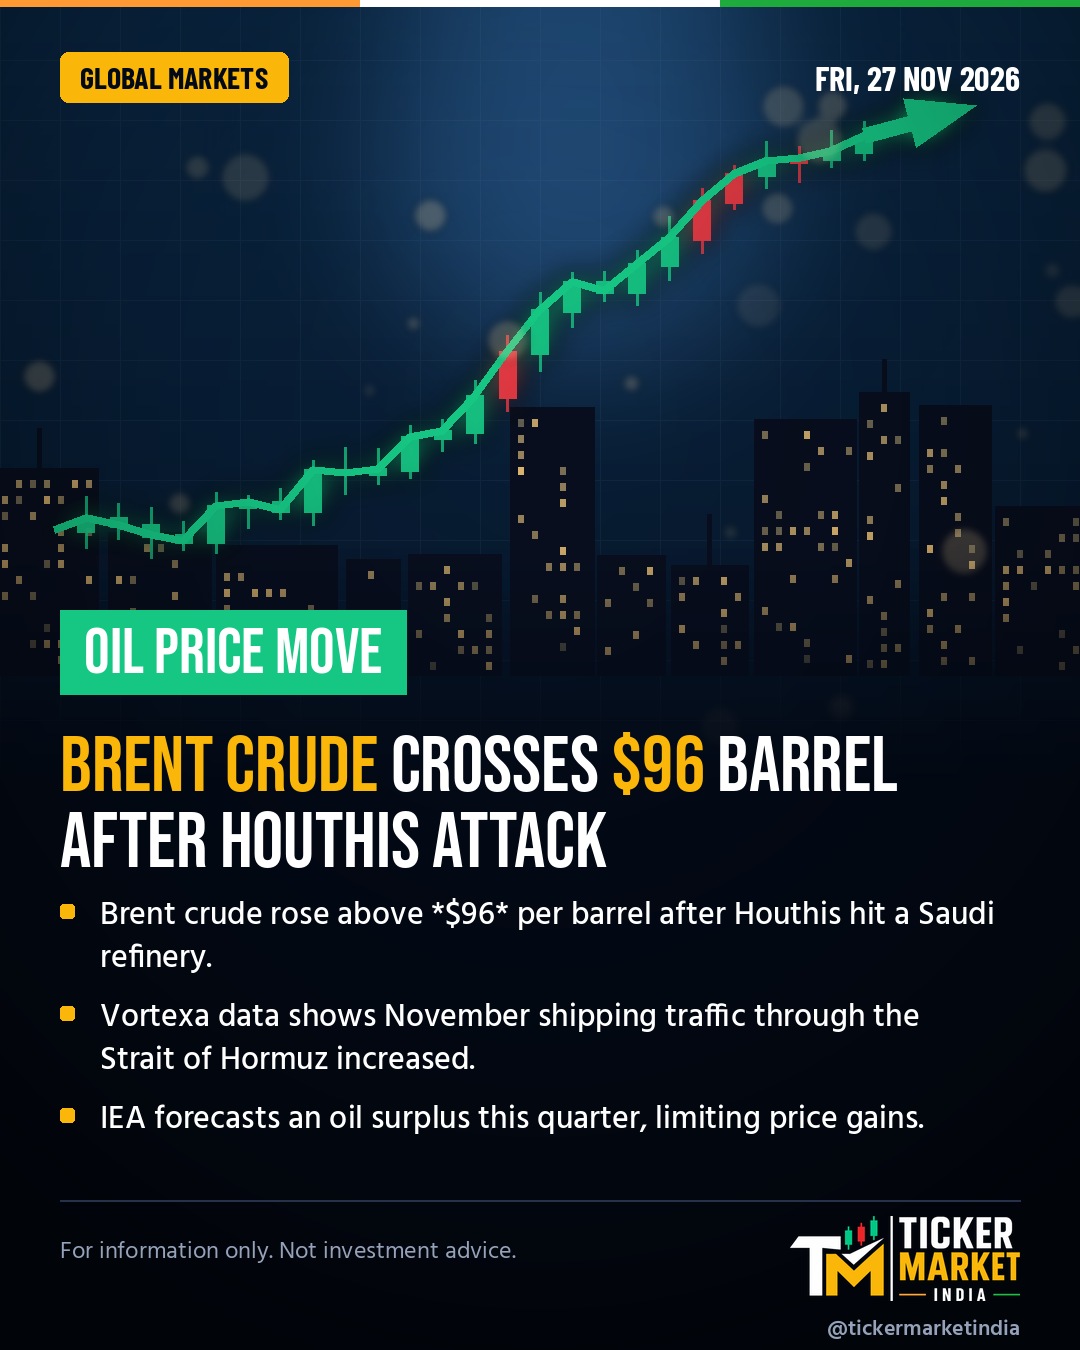 GLOBAL MARKETS
FRI, 27 NOV 2026
OIL PRICE MOVE
BRENT CRUDE CROSSES $96 BARREL
AFTER HOUTHIS ATTACK
Brent crude rose above *$96* per barrel after Houthis hit a Saudi
refinery.
Vortexa data shows November shipping traffic through the
Strait of Hormuz increased.
IEA forecasts an oil surplus this quarter, limiting price gains.
For information only. Not investment advice.
TM
TICKER
MARKET
INDIA
@tickermarketindia